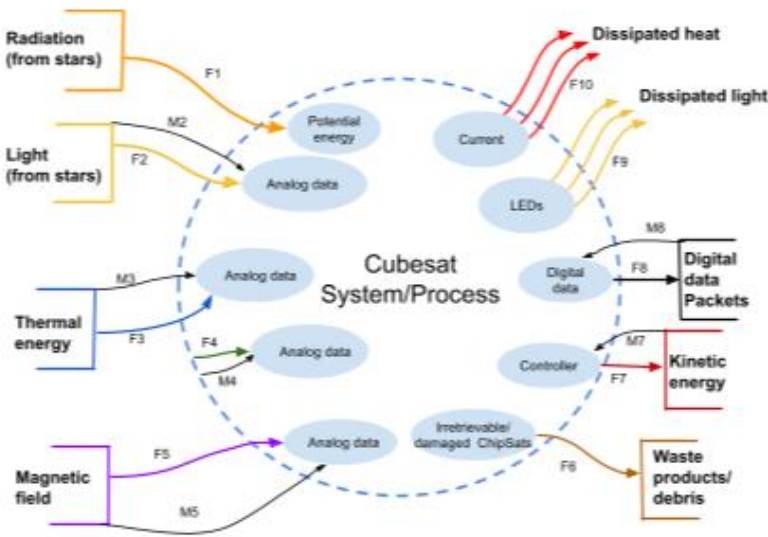 Radiation
(from stars)
F1
Potential
energy
M2
F2
Light
(from stars)
Analog data
Dissipated heat
F10
Current
Dissipated light
F9
LEDs
Cubesat
System/Process
M3
Analog data
Thermal
energy
F3
F4
M4
Analog data
M8
Digital
data
F8
Digital
data
Packets
M7
Controller
F7
Kinetic
energy
F5
Analog data
Magnetic
field
M5
Irretrievable/
damaged ChipSats
F6
Waste
products/
debris